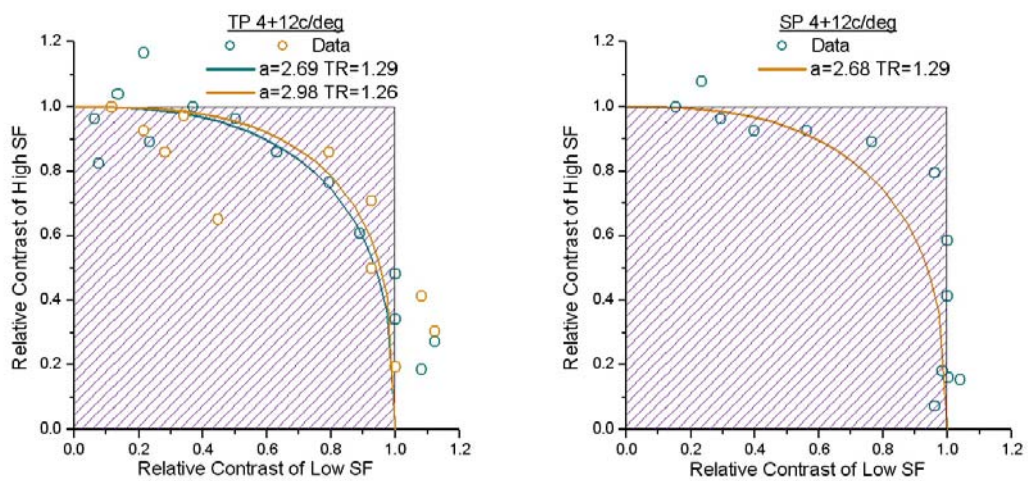 TP 4+12c/deg
Data
a=2.69 TR=1.29
a=2.98 TR=1.26
1.2
1.0
0.8
0.6
0.4
0.2
0.0
Relative Contrast of High SF
0.0 0.2 0.4 0.6 0.8 1.0 1.2
Relative Contrast of Low SF
SP 4+12c/deg
Data
a=2.68 TR=1.29
1.2
1.0
0.8
0.6
0.4
0.2
0.0
Relative Contrast of High SF
0.0 0.2 0.4 0.6 0.8 1.0 1.2
Relative Contrast of Low SF